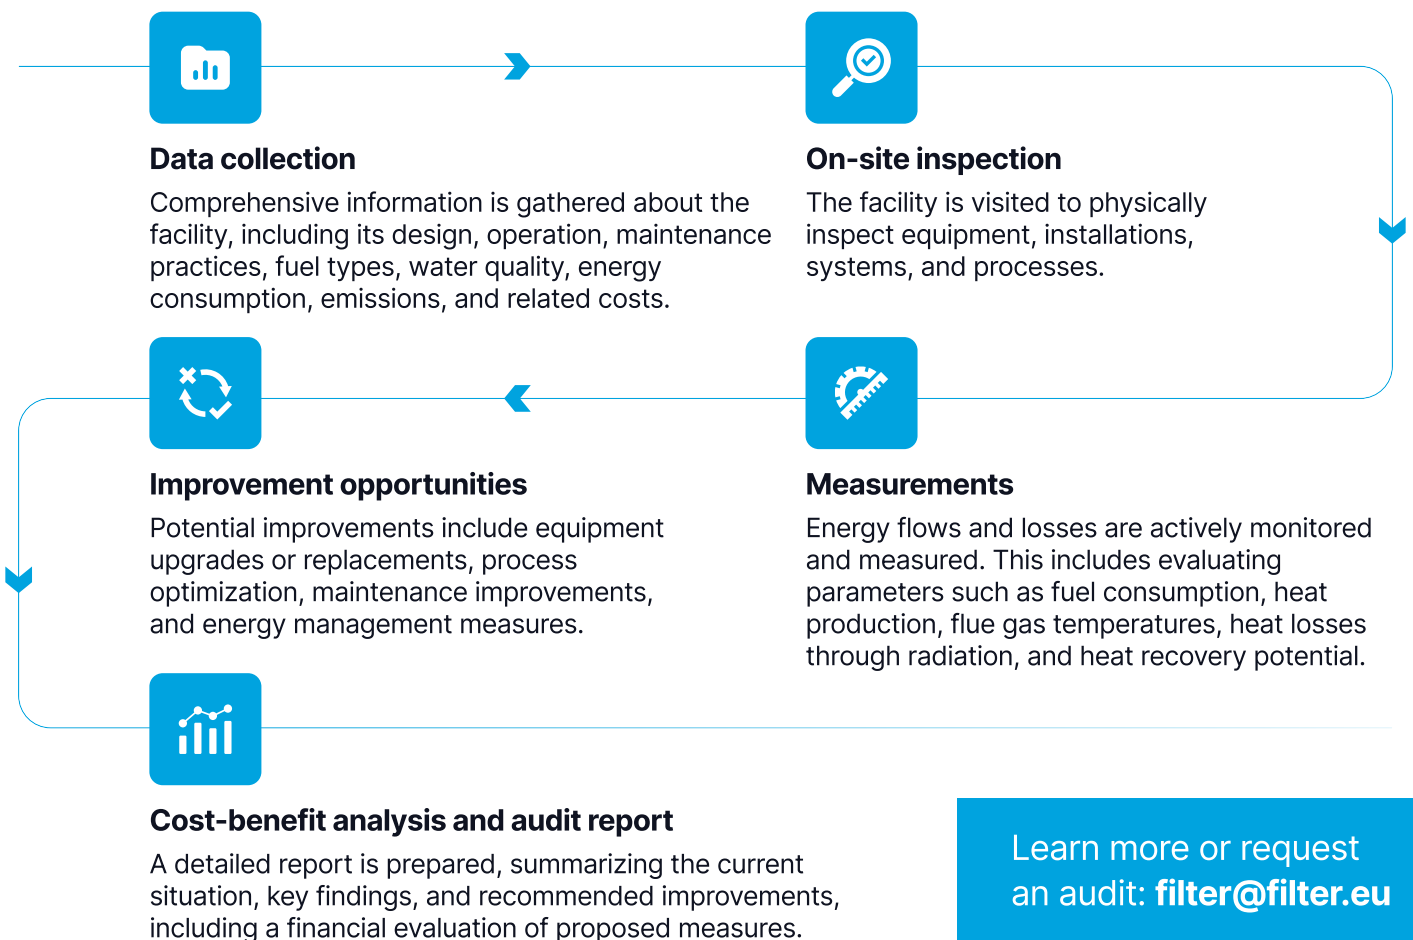 Data collection
Comprehensive information is gathered about the
facility, including its design, operation, maintenance
practices, fuel types, water quality, energy
consumption, emissions, and related costs.
On-site inspection
The facility is visited to physically
inspect equipment, installations,
systems, and processes.
Measurements
Energy flows and losses are actively monitored
and measured. This includes evaluating
parameters such as fuel consumption, heat
production, flue gas temperatures, heat losses
through radiation, and heat recovery potential.
Improvement opportunities
Potential improvements include equipment
upgrades or replacements, process
optimization, maintenance improvements,
and energy management measures.
Cost-benefit analysis and audit report
A detailed report is prepared, summarizing the current
situation, key findings, and recommended improvements,
including a financial evaluation of proposed measures.
Learn more or request
an audit: filter@filter.eu